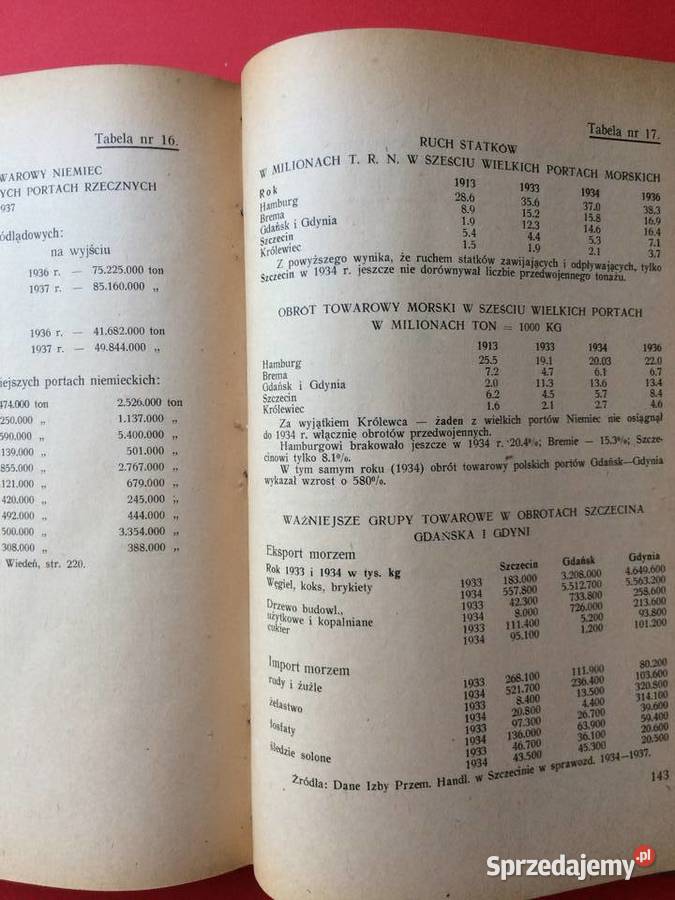 Tabela nr 16.
WAROWY NIEMIEC
YCH PORTACH RZECZNYCH
937
ódlądowych:
na wyjściu
1936 r. — 75.225.000 ton
1937 r. — 85.160.000 „
1936 r. — 41.682.000 ton
1937 r. — 49.844.000 „
iejszych portach niemieckich:
474.000 ton 2.526.000 ton
250.000 „ 1.137.000 „
590.000 „ 5.400.000 „
139.000 „ 501.000 „
855.000 „ 2.767.000 „
121.000 „ 679.000 „
420.000 „ 245.000 „
492.000 „ 444.000 „
500.000 „ 3.354.000 „
308.000 „ 388.000 „
Wiedeń, str. 220.
Tabela nr 17.
RUCH STATKÓW
W MILIONACH T. R. N. W SZEŚCIU WIELKICH PORTACH MORSKICH
Rok 1913 1933 1934 1936
Hamburg 28.6 35.6 37.0 38.3
Brema 8.9 15.2 15.8 16.9
Gdańsk i Gdynia 1.9 12.3 14.6 16.4
Szczecin 5.4 4.4 5.3 7.1
Królewiec 1.5 1.9 2.1 3.7
Z powyższego wynika, że ruchem statków zawijających i odpływających, tylko
Szczecin w 1934 r. jeszcze nie dorównywał liczbie przedwojennego tonażu.
OBRÓT TOWAROWY MORSKI W SZEŚCIU WIELKICH PORTACH
W MILIONACH TON = 1000 KG
1913 1933 1934 1936
Hamburg 25.5 19.1 20.03 22.0
Brema 7.2 4.7 6.1 6.7
Gdańsk i Gdynia 2.0 11.3 13.6 13.4
Szczecin 6.2 4.5 5.7 8.4
Królewiec 1.6 2.1 2.7 4.6
Za wyjątkiem Królewca — żaden z wielkich portów Niemiec nie osiągnął
do 1934 r. włącznie obrotów przedwojennych.
Hamburgowi brakowało jeszcze w 1934 r. 20.4%; Bremie — 15.3%; Szcze-
cinowi tylko 8.1%.
W tym samym roku (1934) obrót towarowy polskich portów Gdańsk—Gdynia
wykazał wzrost o 580%.
WAŻNIEJSZE GRUPY TOWAROWE W OBROTACH SZCZECINA
GDAŃSKA I GDYNI
Eksport morzem
Rok 1933 i 1934 w tys. kg Szczecin Gdańsk Gdynia
Węgiel, koks, brykiety 1933 183.000 3.208.000 4.649.600
1934 557.800 5.512.700 5.563.200
Drzewo budowl., 1933 42.300 733.800 258.600
użytkowe i kopalniane 1934 8.000 726.000 213.600
cukier 1933 111.400 5.200 93.800
1934 95.100 1.200 101.200
Import morzem
rudy i żużle 1933 268.100 111.900 80.200
1934 521.700 236.400 103.600
żelastwo 1933 8.400 13.500 320.800
1934 20.800 4.400 314.100
fosfaty 1933 97.300 26.700 39.600
1934 136.000 63.900 59.400
śledzie solone 1933 46.700 36.100 20.600
1934 43.500 45.300 20.500
Źródła: Dane Izby Przem. Handl. w Szczecinie w sprawozd. 1934—1937.
143
Sprzedajemy.pl